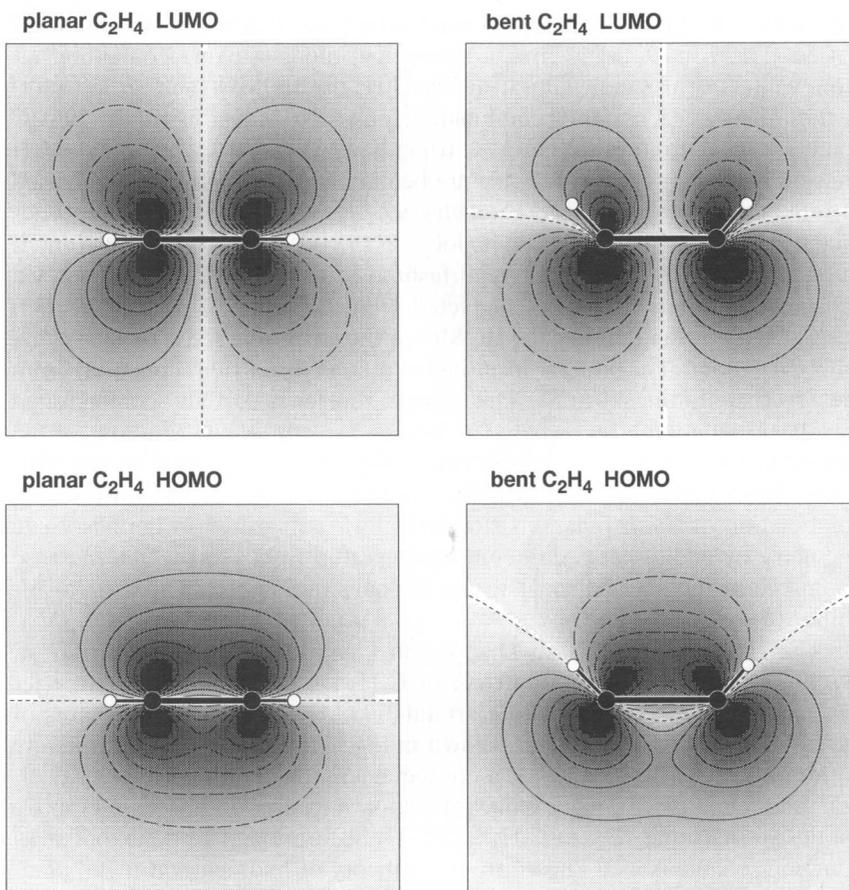 planar C₂H₄ LUMO
bent C₂H₄ LUMO
planar C₂H₄ HOMO
bent C₂H₄ HOMO